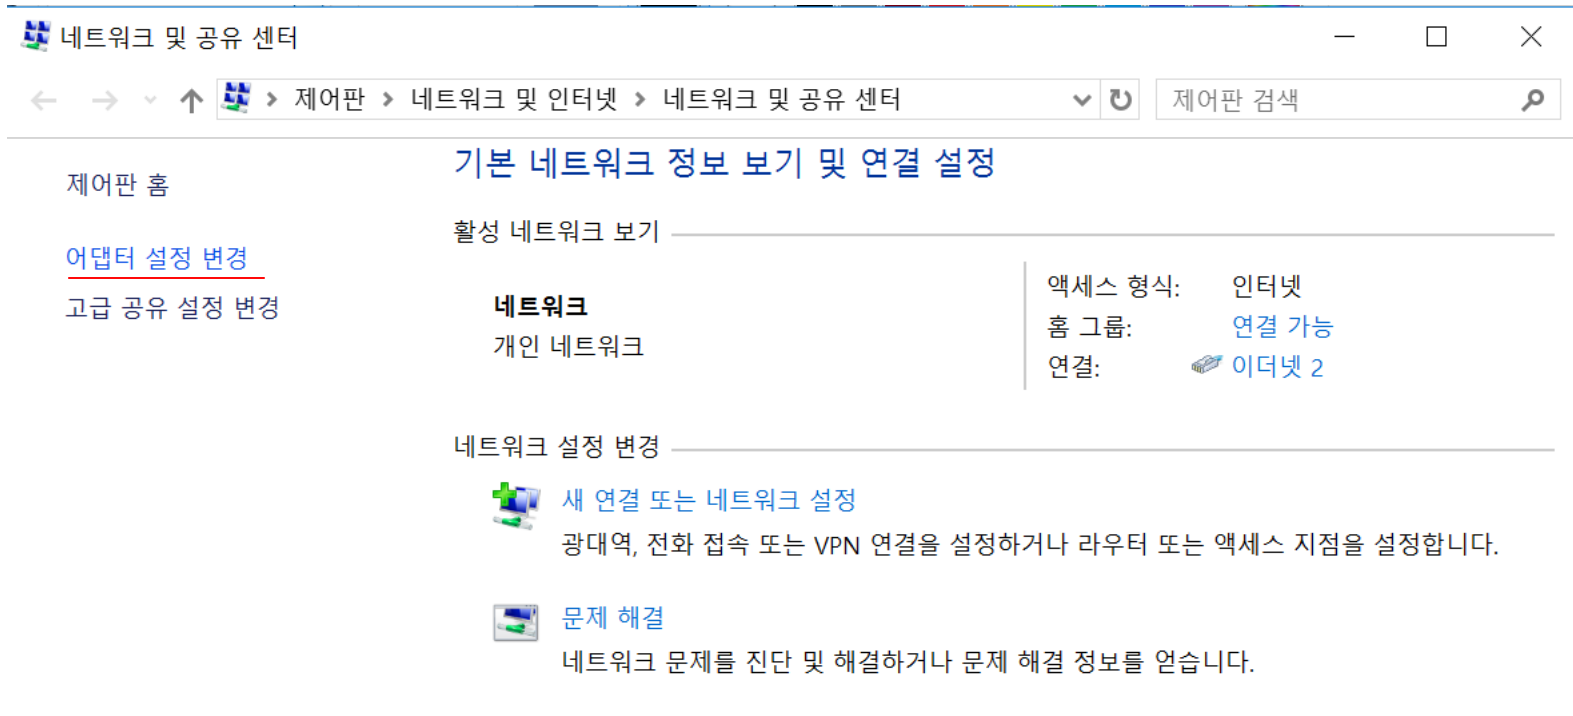 네트워크 및 공유 센터
제어판 > 네트워크 및 인터넷 > 네트워크 및 공유 센터
제어판 검색
제어판 홈
어댑터 설정 변경
고급 공유 설정 변경
기본 네트워크 정보 보기 및 연결 설정
활성 네트워크 보기
네트워크
개인 네트워크
액세스 형식: 인터넷
홈 그룹: 연결 가능
연결: 이더넷 2
네트워크 설정 변경
새 연결 또는 네트워크 설정
광대역, 전화 접속 또는 VPN 연결을 설정하거나 라우터 또는 액세스 지점을 설정합니다.
문제 해결
네트워크 문제를 진단 및 해결하거나 문제 해결 정보를 얻습니다.